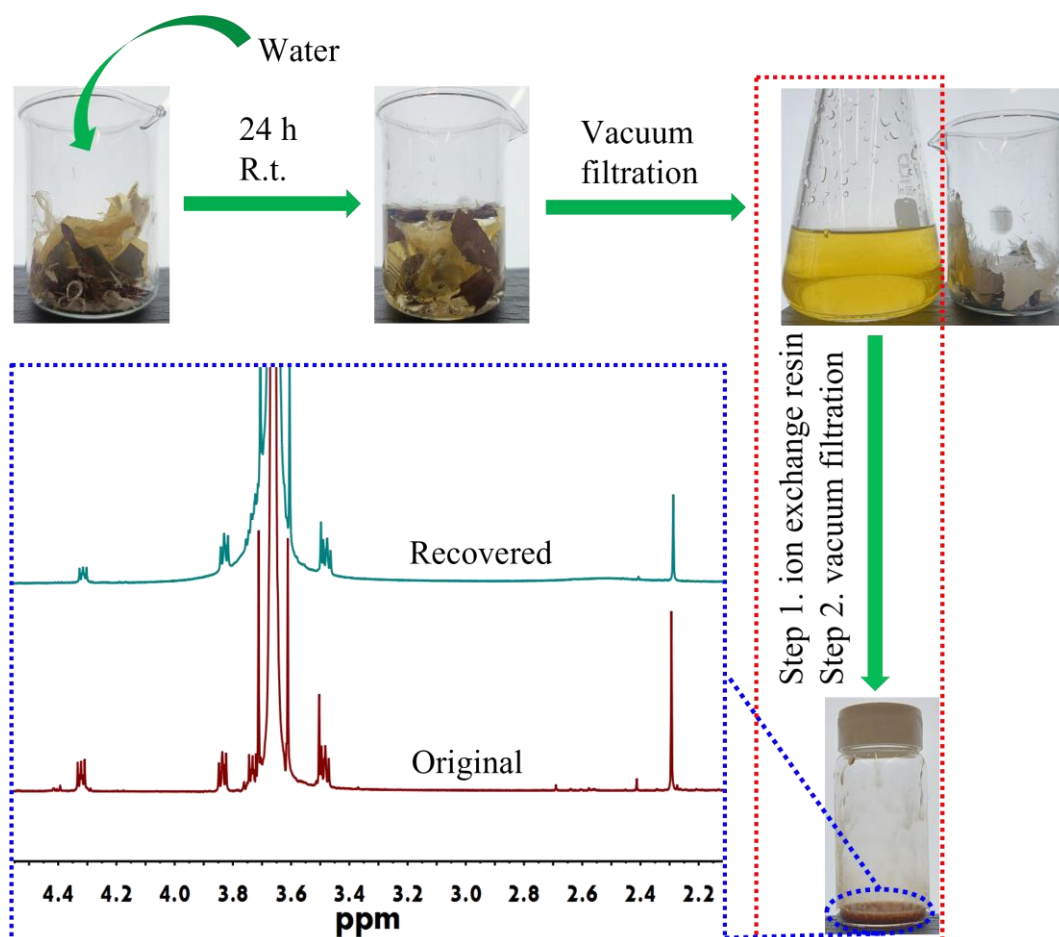 Water
24 h
R.t.
Vacuum
filtration
Step 1. ion exchange resin
Step 2. vacuum filtration
Recovered
Original
4.4 4.2 4.0 3.8 3.6 3.4 3.2 3.0 2.8 2.6 2.4 2.2
ppm